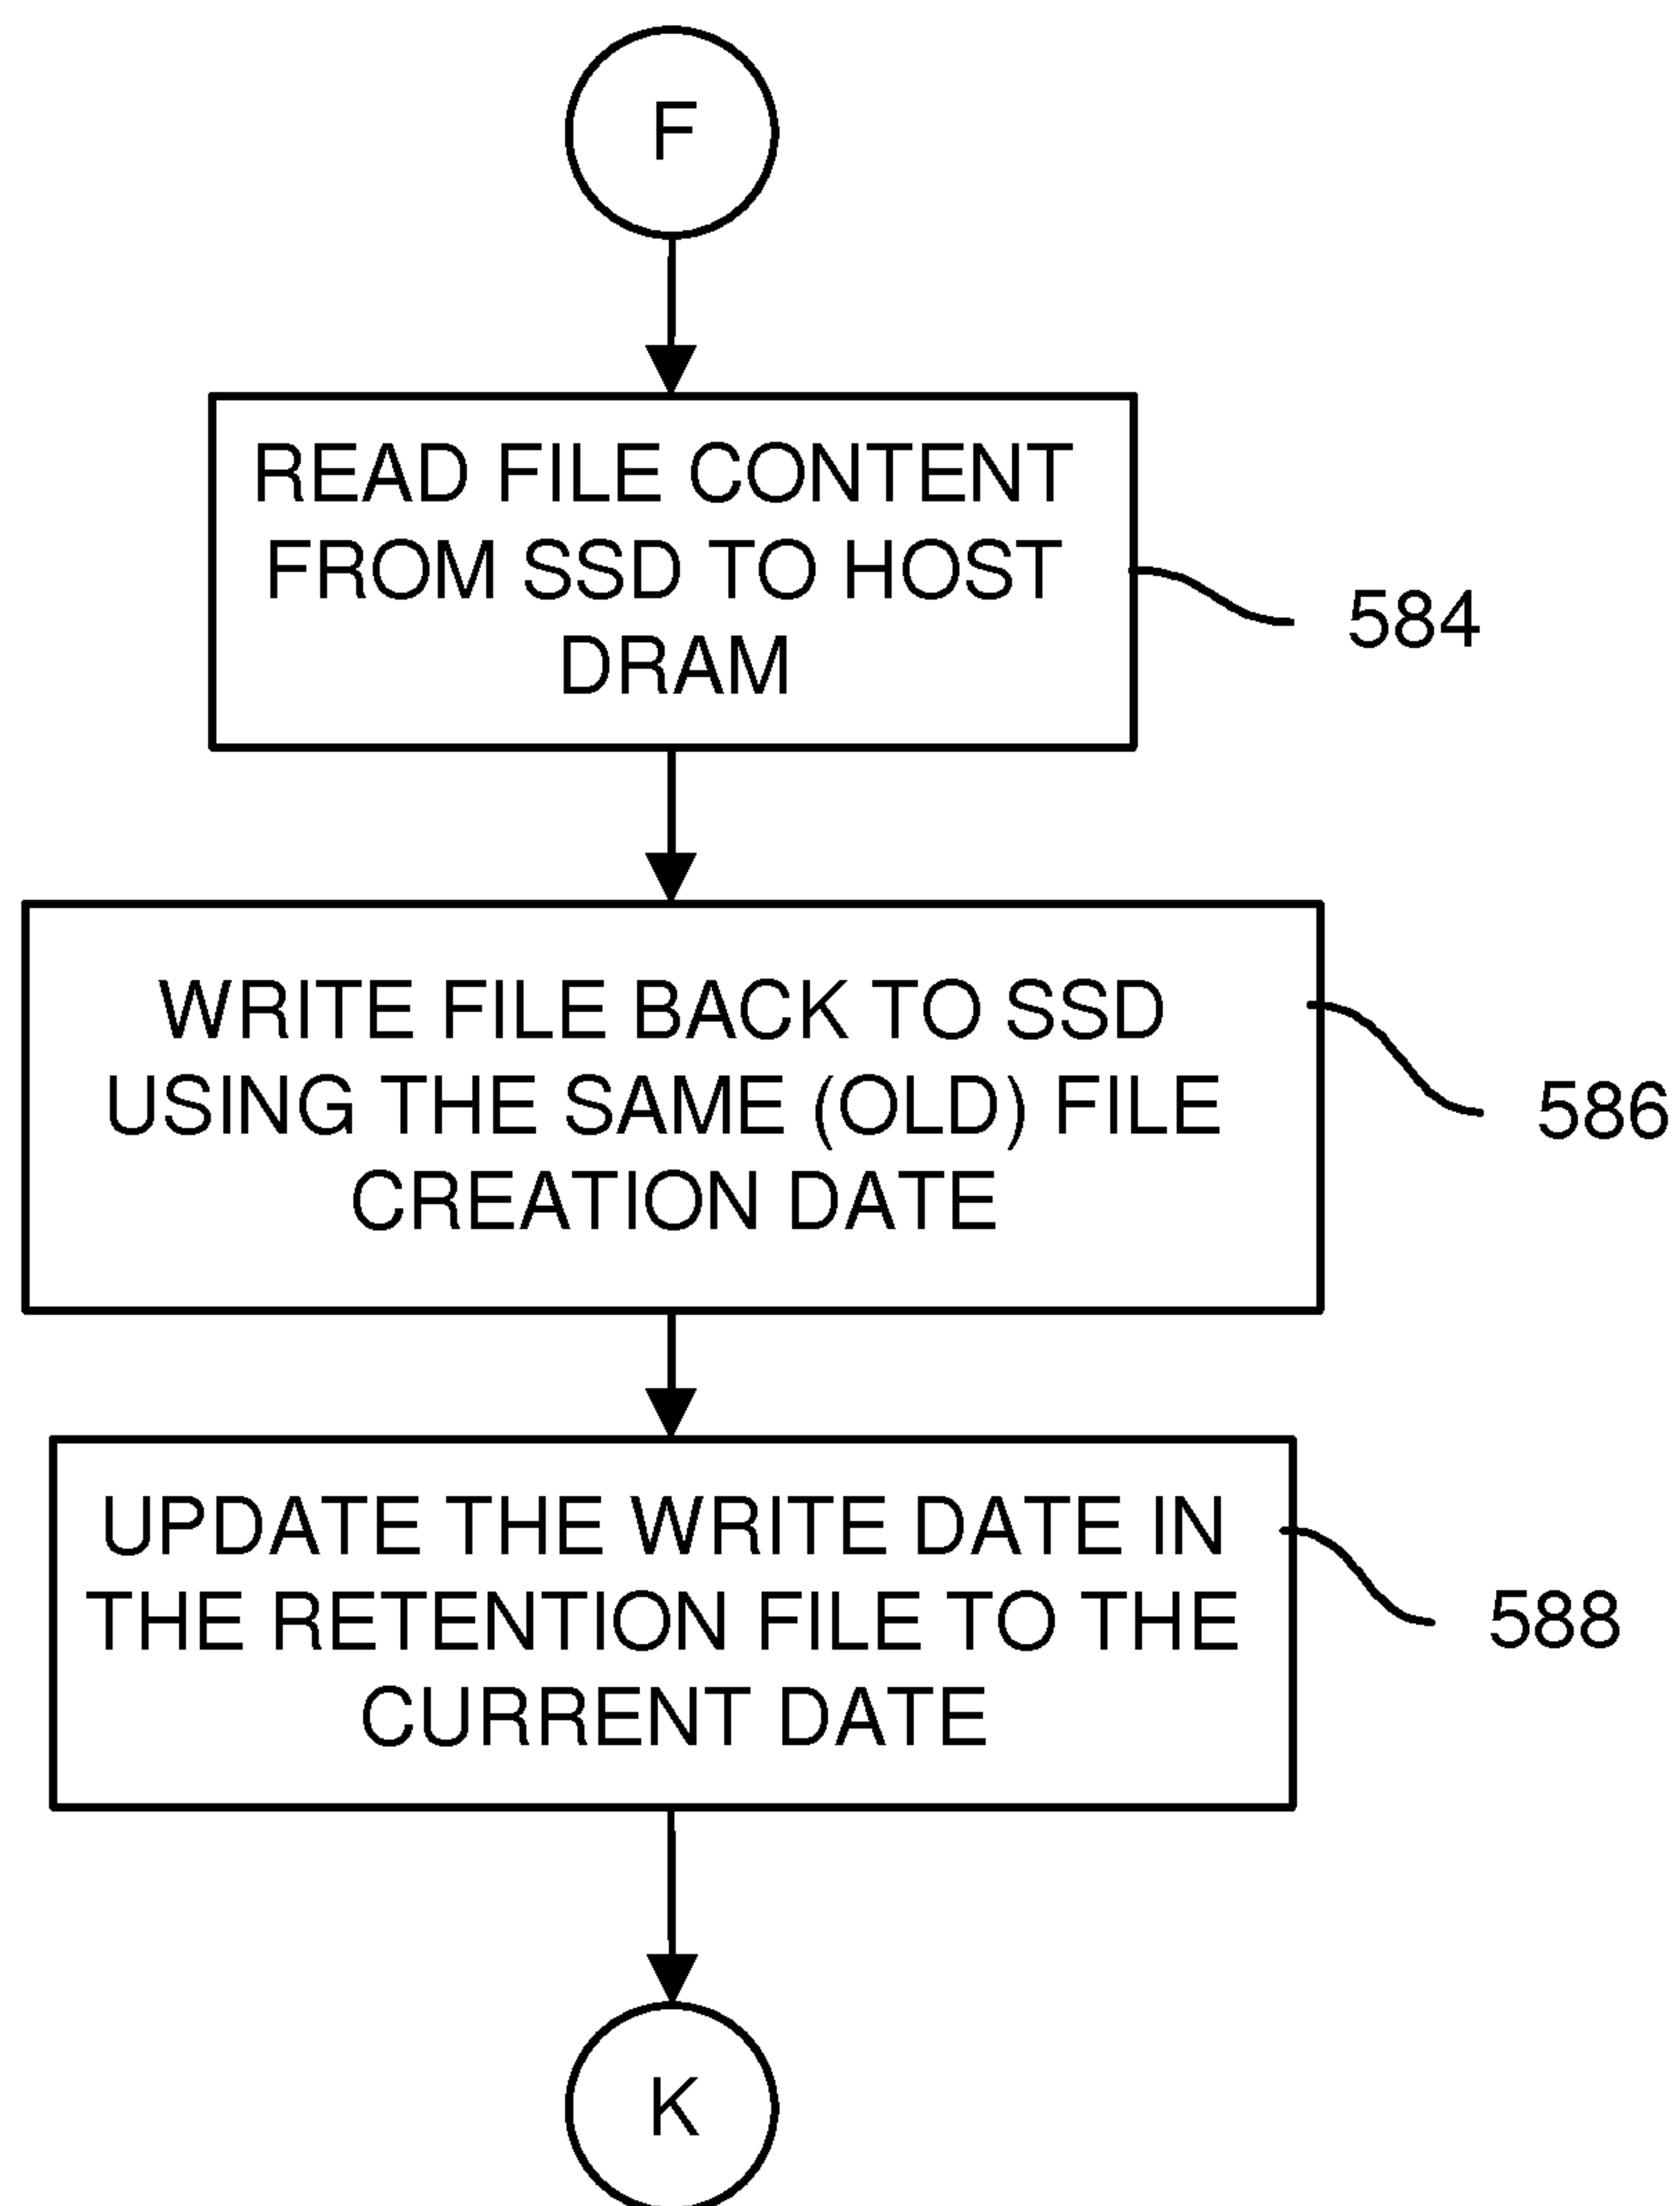 F
READ FILE CONTENT
FROM SSD TO HOST
DRAM
584
WRITE FILE BACK TO SSD
USING THE SAME (OLD) FILE
CREATION DATE
586
UPDATE THE WRITE DATE IN
THE RETENTION FILE TO THE
CURRENT DATE
588
K